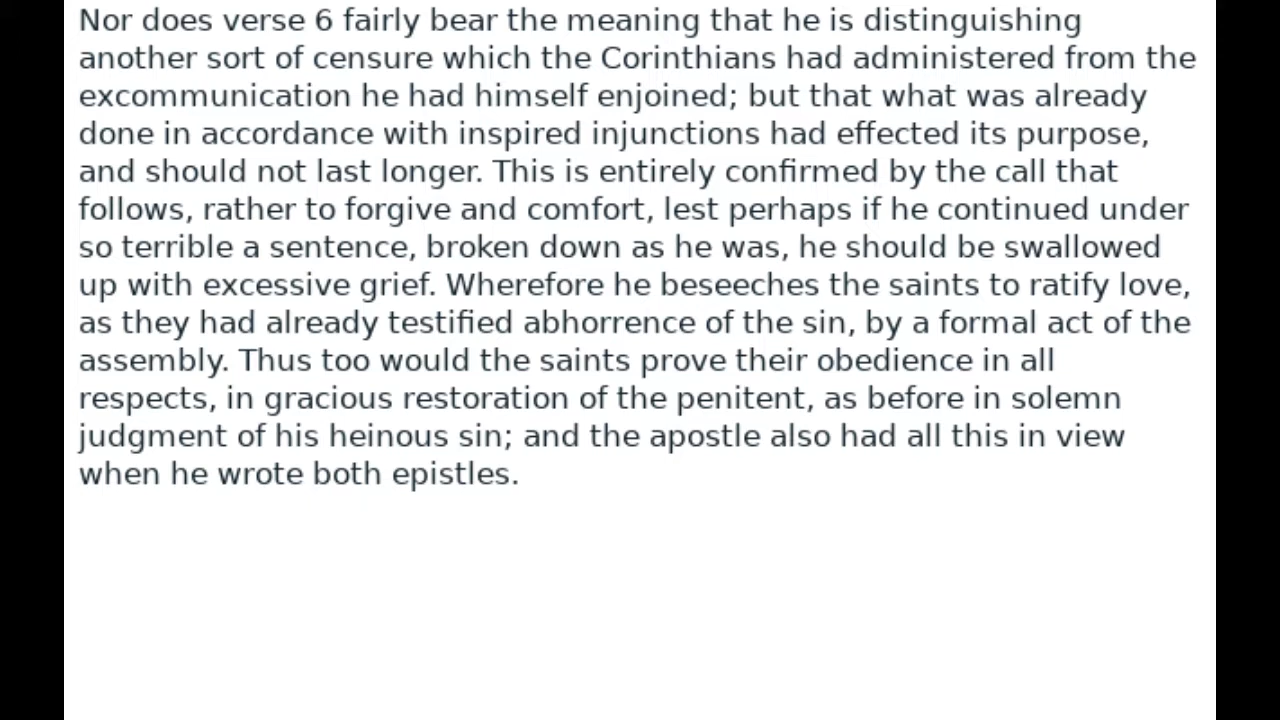 Nor does verse 6 fairly bear the meaning that he is distinguishing
another sort of censure which the Corinthians had administered from the
excommunication he had himself enjoined; but that what was already
done in accordance with inspired injunctions had effected its purpose,
and should not last longer. This is entirely confirmed by the call that
follows, rather to forgive and comfort, lest perhaps if he continued under
so terrible a sentence, broken down as he was, he should be swallowed
up with excessive grief. Wherefore he beseeches the saints to ratify love,
as they had already testified abhorrence of the sin, by a formal act of the
assembly. Thus too would the saints prove their obedience in all
respects, in gracious restoration of the penitent, as before in solemn
judgment of his heinous sin; and the apostle also had all this in view
when he wrote both epistles.